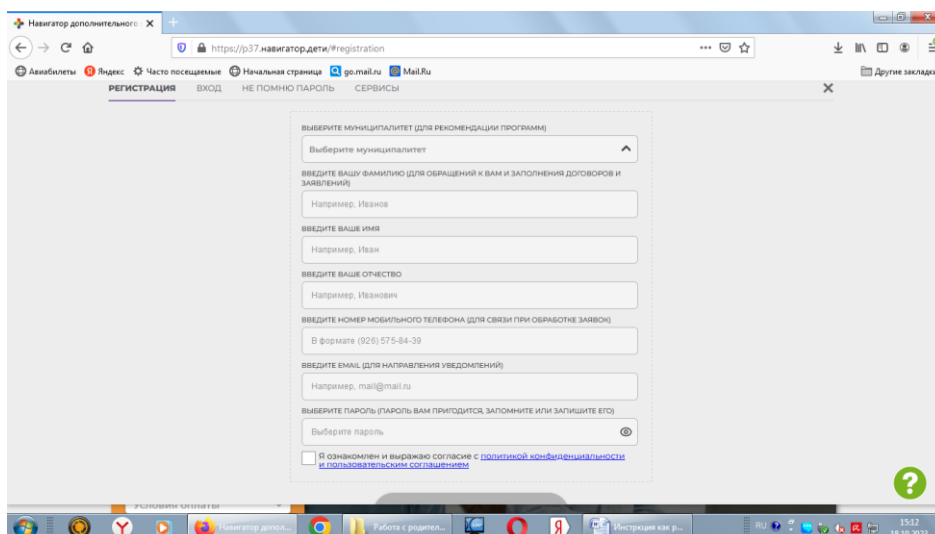 Навигатор дополнительного
https://p37.навигатор.дети/#registration
Авиабилеты Яндекс Часто посещаемые Начальная страница go.mail.ru Mail.Ru Другие закладки
РЕГИСТРАЦИЯ ВХОД НЕ ПОМНЮ ПАРОЛЬ СЕРВИСЫ
ВЫБЕРИТЕ МУНИЦИПАЛИТЕТ (ДЛЯ РЕКОМЕНДАЦИИ ПРОГРАММ)
Выберите муниципалитет
ВВЕДИТЕ ВАШУ ФАМИЛИЮ (ДЛЯ ОБРАЩЕНИЙ К ВАМ И ЗАПОЛНЕНИЯ ДОГОВОРОВ И
ЗАЯВЛЕНИЙ)
Например, Иванов
ВВЕДИТЕ ВАШЕ ИМЯ
Например, Иван
ВВЕДИТЕ ВАШЕ ОТЧЕСТВО
Например, Иванович
ВВЕДИТЕ НОМЕР МОБИЛЬНОГО ТЕЛЕФОНА (ДЛЯ СВЯЗИ ПРИ ОБРАБОТКЕ ЗАЯВОК)
В формате (926) 575-84-39
ВВЕДИТЕ EMAIL (ДЛЯ НАПРАВЛЕНИЯ УВЕДОМЛЕНИЙ)
Например, mail@mail.ru
ВЫБЕРИТЕ ПАРОЛЬ (ПАРОЛЬ ВАМ ПРИГОДИТСЯ, ЗАПОМНИТЕ ИЛИ ЗАПИШИТЕ ЕГО)
Выберите пароль
Я ознакомлен и выражаю согласие с политикой конфиденциальности
и пользовательским соглашением
Условия оплаты
Навигатор допол... Работа с родител... Инструкция как р... RU 15:12